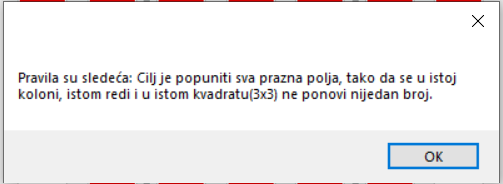 Pravila su sledeća: Cilj je popuniti sva prazna polja, tako da se u istoj
koloni, istom redi i u istom kvadratu(3x3) ne ponovi nijedan broj.
OK